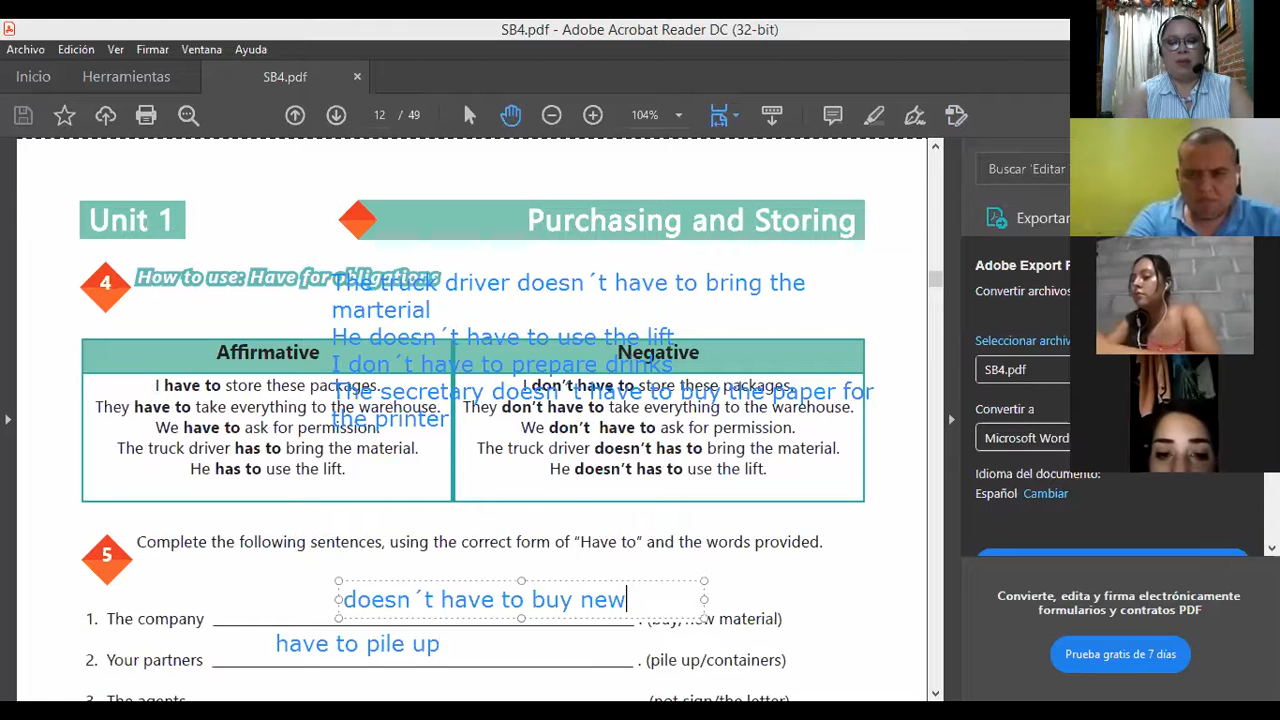 SB4.pdf - Adobe Acrobat Reader DC (32-bit)
Archivo Edición Ver Firmar Ventana Ayuda
Inicio Herramientas SB4.pdf ×
12 / 49 104%
Buscar 'Editar
Unit 1 Purchasing and Storing
Exportar
4 How to use: Have for obligations
The truck driver doesn´t have to bring the
marterial
He doesn´t have to use the lift
I don´t have to prepare drinks
The secretary doesn´t have to buy the paper for
the printer
Affirmative Negative
I have to store these packages. I don't have to store these packages.
They have to take everything to the warehouse. They don't have to take everything to the warehouse.
We have to ask for permission. We don't have to ask for permission.
The truck driver has to bring the material. The truck driver doesn't has to bring the material.
He has to use the lift. He doesn't has to use the lift.
5 Complete the following sentences, using the correct form of "Have to" and the words provided.
doesn´t have to buy new
1. The company . (buy/new material)
have to pile up
2. Your partners . (pile up/containers)
3. The agents (not sign/the letter)
Adobe Export
Convertir archivos
Seleccionar archiv
SB4.pdf
Convertir a
Microsoft Word
Idioma del documento:
Español Cambiar
Convierte, edita y firma electrónicamente
formularios y contratos PDF
Prueba gratis de 7 días